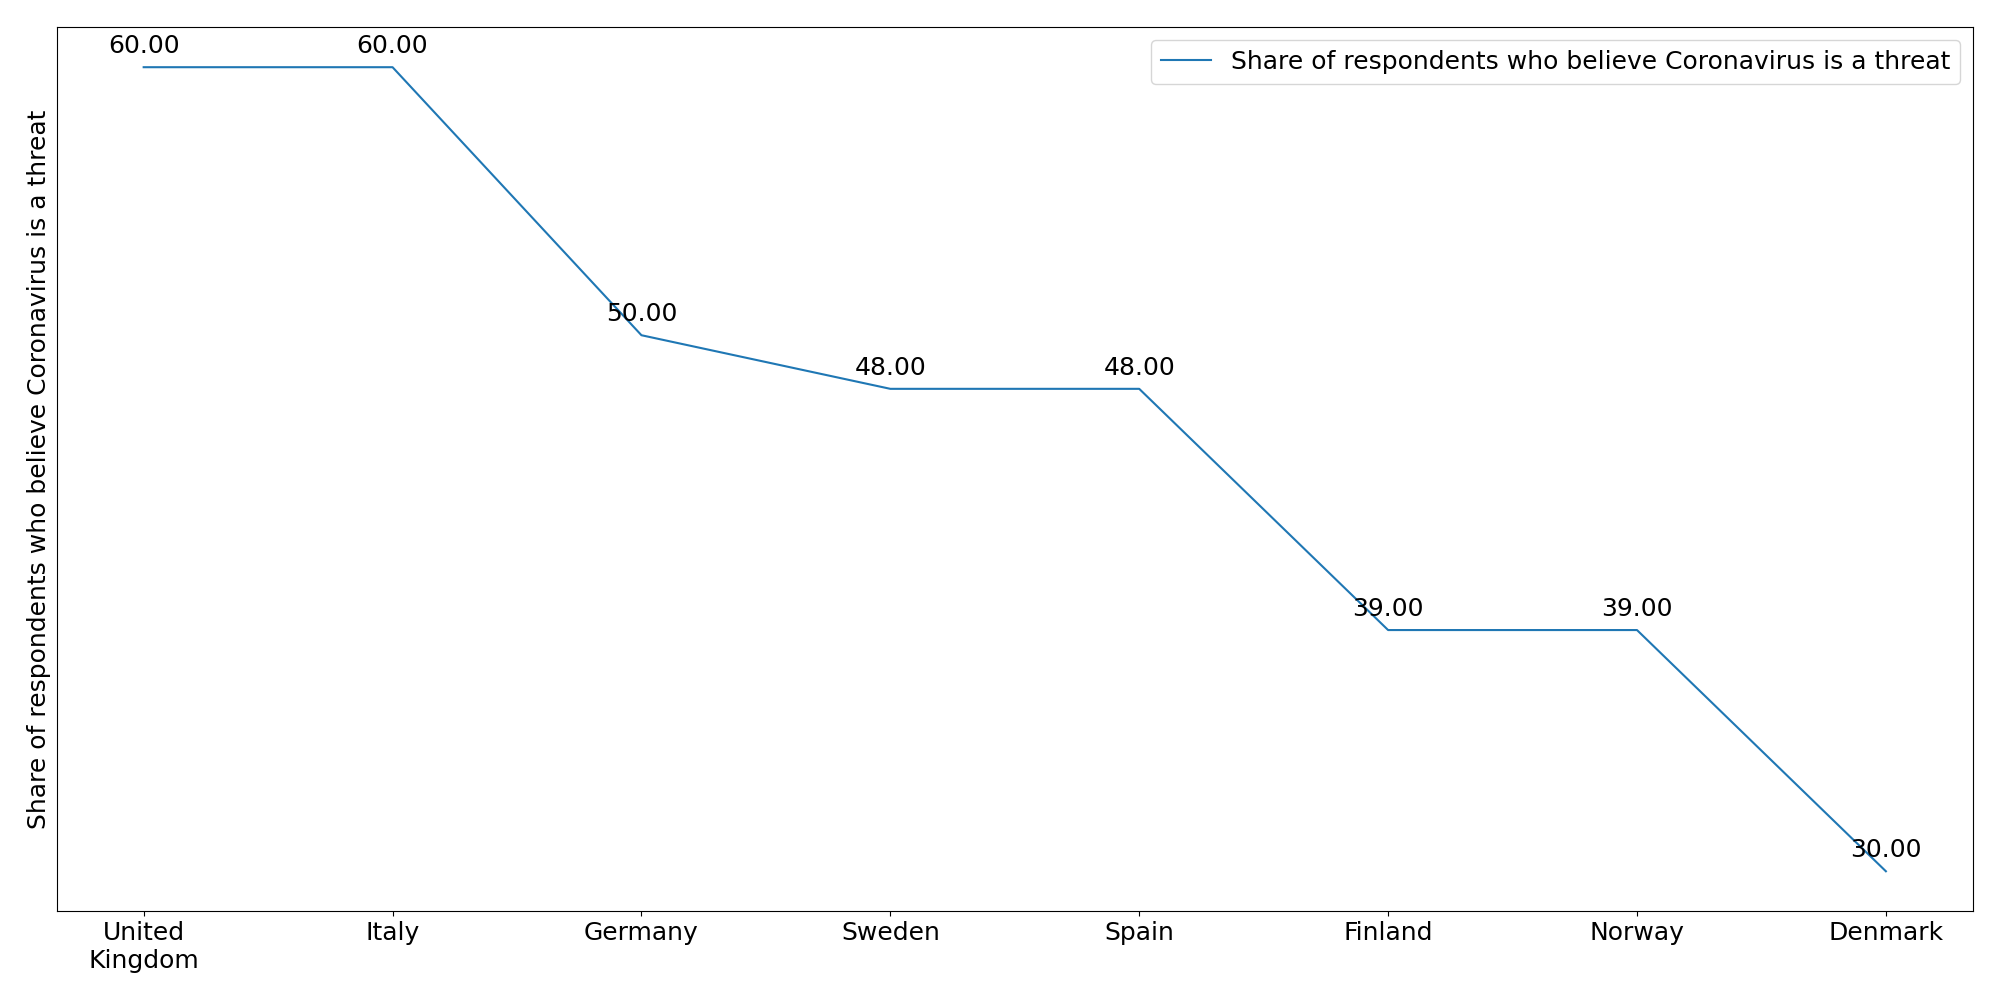 60.00
60.00
Share of respondents who believe Coronavirus is a threat
Share of respondents who believe Coronavirus is a threat
50.00
48.00
48.00
39.00
39.00
30.00
United
Kingdom
Italy
Germany
Sweden
Spain
Finland
Norway
Denmark